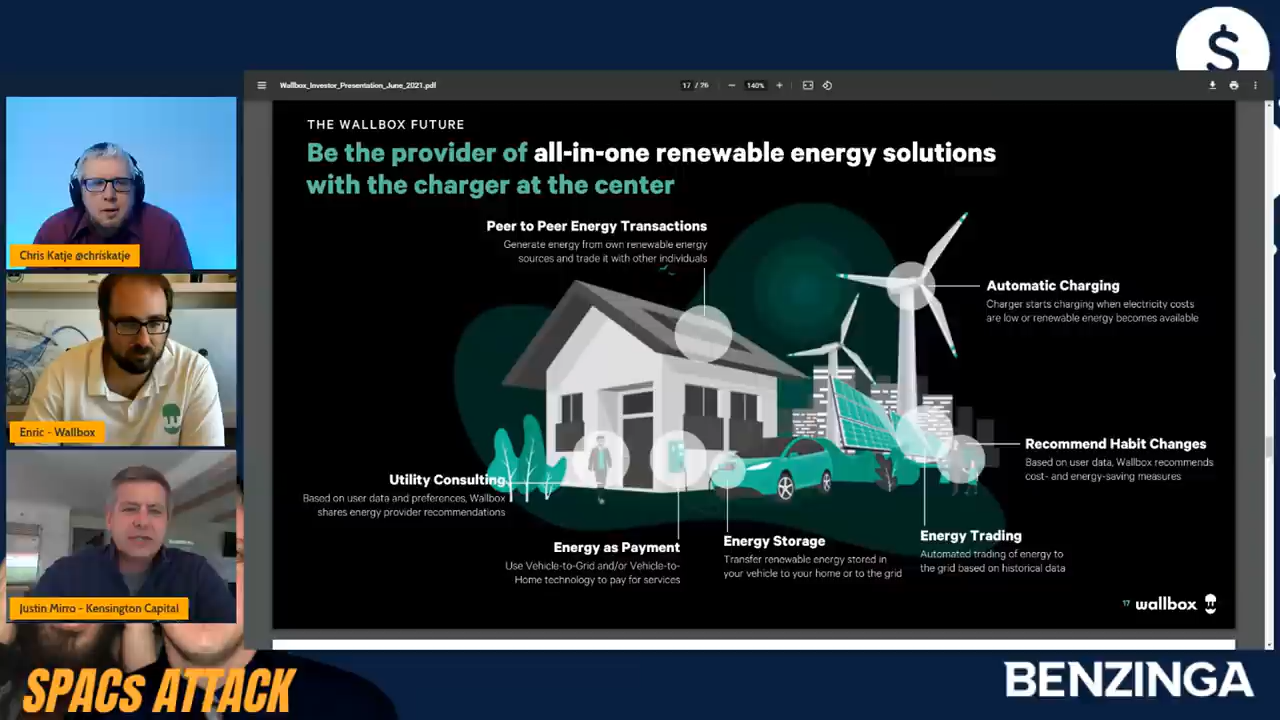 Wallbox_Investor_Presentation_June_2021.pdf
17 / 26
140%
THE WALLBOX FUTURE
Be the provider of all-in-one renewable energy solutions
with the charger at the center
Peer to Peer Energy Transactions
Generate energy from own renewable energy
sources and trade it with other individuals
Automatic Charging
Charger starts charging when electricity costs
are low or renewable energy becomes available
Recommend Habit Changes
Based on user data, Wallbox recommends
cost- and energy-saving measures
Utility Consulting
Based on user data and preferences, Wallbox
shares energy provider recommendations
Energy as Payment
Use Vehicle-to-Grid and/or Vehicle-to-
Home technology to pay for services
Energy Storage
Transfer renewable energy stored in
your vehicle to your home or to the grid
Energy Trading
Automated trading of energy to
the grid based on historical data
17 wallbox
Chris Katje @chriskatje
Enric - Wallbox
Justin Mirro - Kensington Capital
SPACs ATTACK
BENZINGA
$